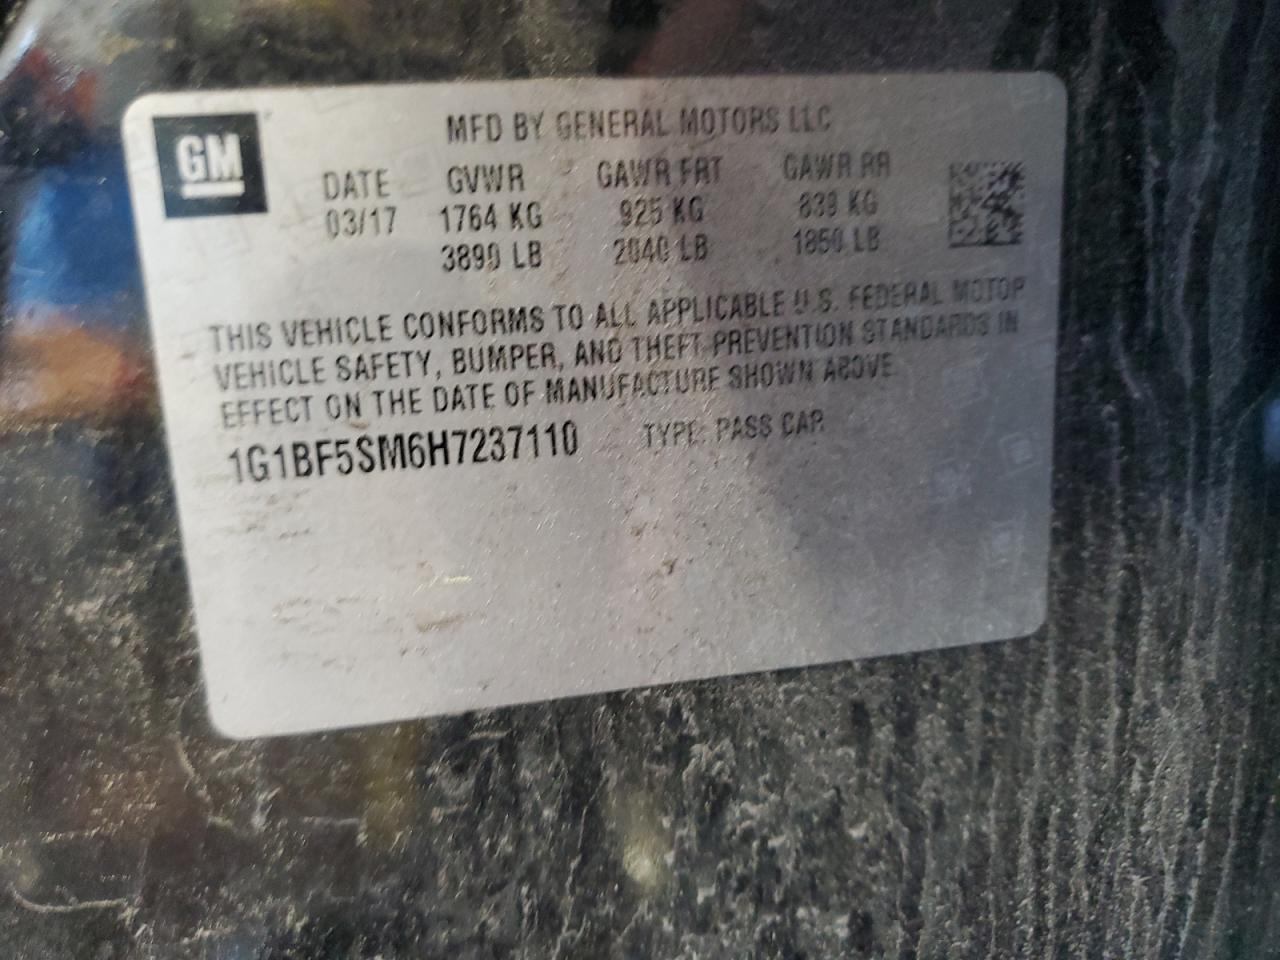 GM
MFD BY GENERAL MOTORS LLC
DATE GVWR GAWR FRT GAWR RR
03/17 1764 KG 925 KG 839 KG
3890 LB 2040 LB 1850 LB
THIS VEHICLE CONFORMS TO ALL APPLICABLE U.S. FEDERAL MOTOR
VEHICLE SAFETY, BUMPER, AND THEFT PREVENTION STANDARDS IN
EFFECT ON THE DATE OF MANUFACTURE SHOWN ABOVE.
1G1BF5SM6H7237110 TYPE: PASS CAR